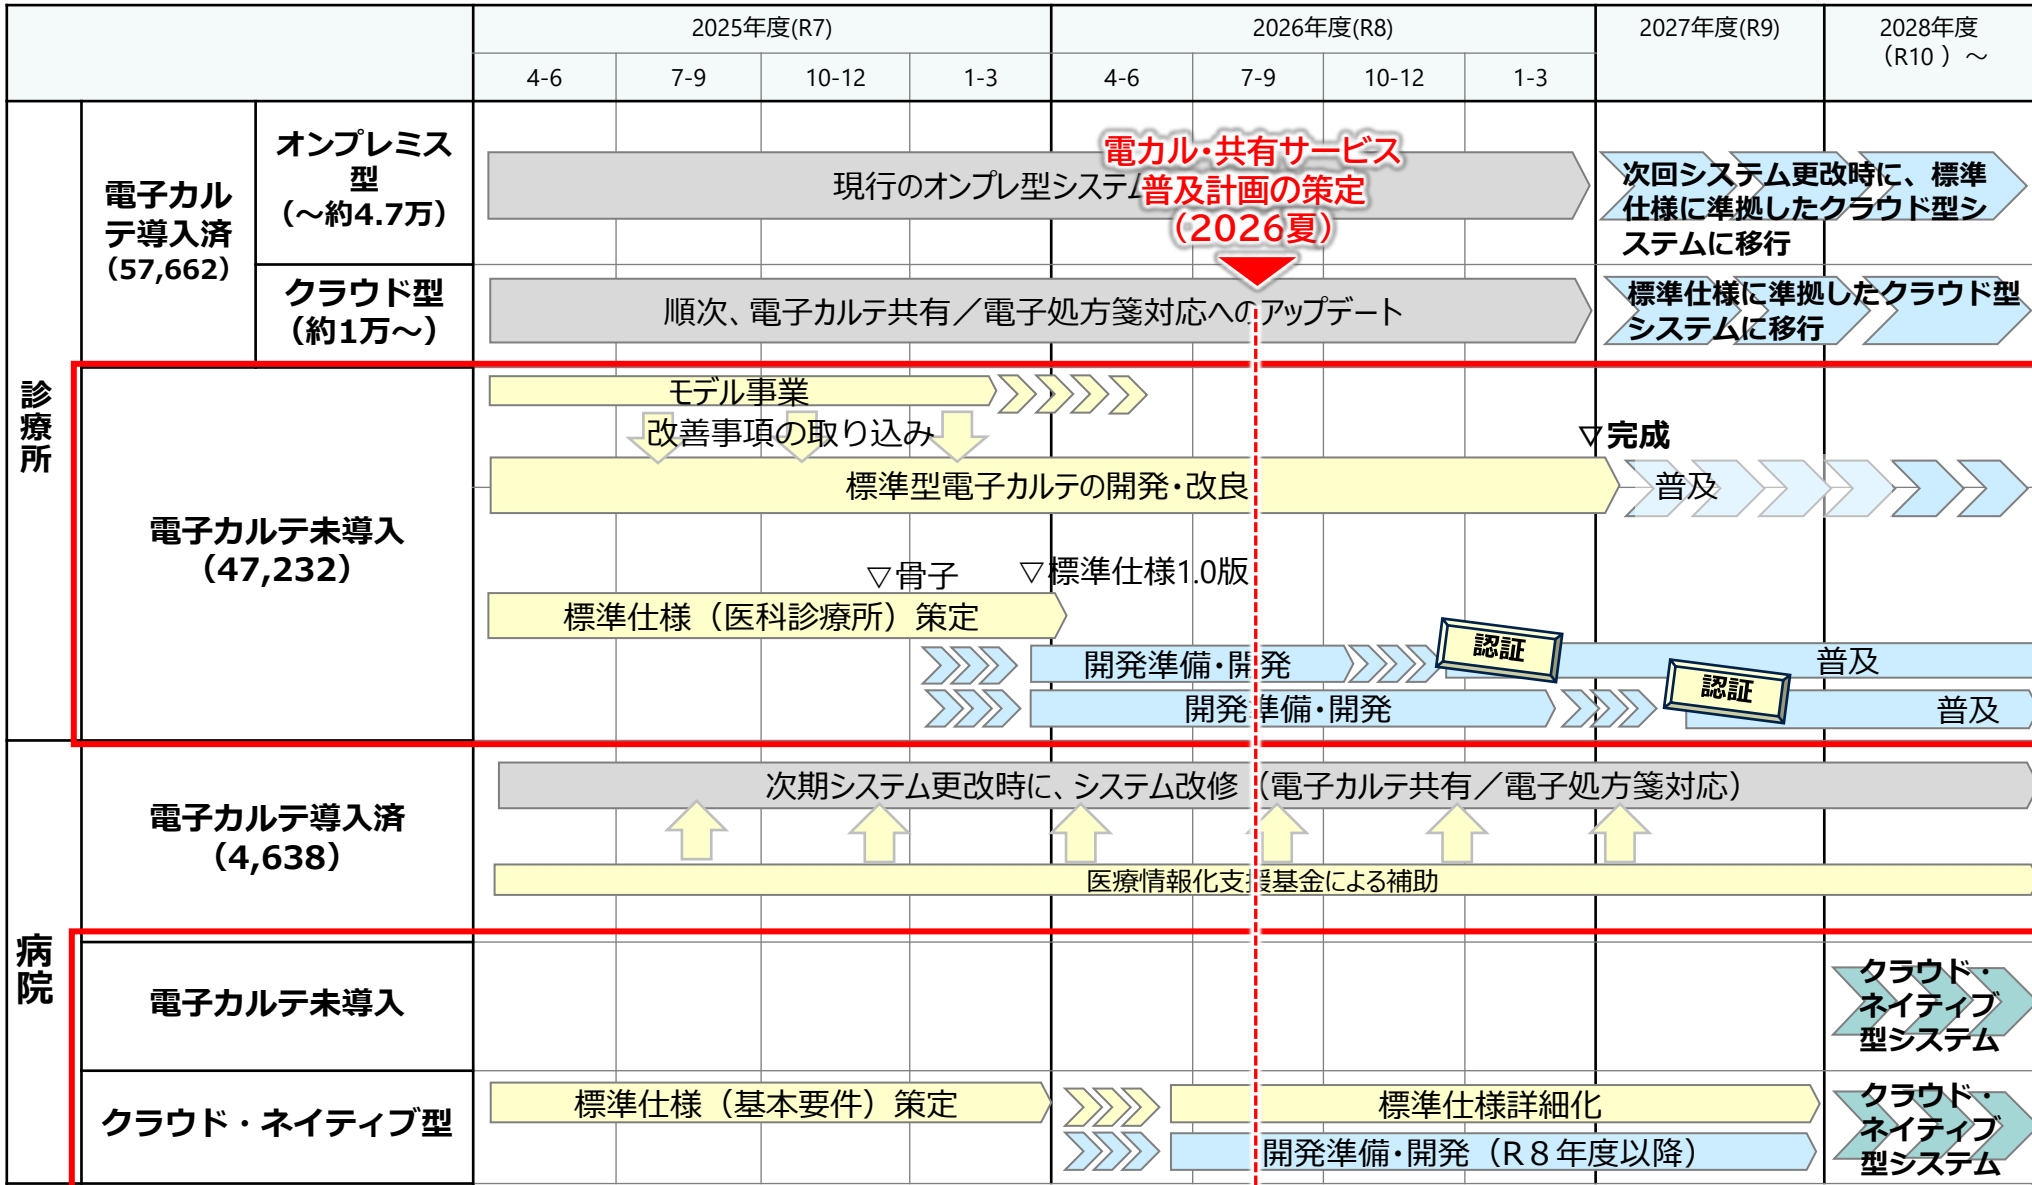 2025年度(R7)
2026年度(R8)
2027年度(R9)
2028年度
（R10 ）～
4-6
7-9
10-12
1-3
4-6
7-9
10-12
1-3
診療所
電子カル
テ導入済
（57,662）
オンプレミス
型
（～約4.7万）
現行のオンプレ型システム
電カル・共有サービス
普及計画の策定
（2026夏）
次回システム更改時に、標準
仕様に準拠したクラウド型シ
ステムに移行
クラウド型
（約1万～）
順次、電子カルテ共有／電子処方箋対応へのアップデート
標準仕様に準拠したクラウド型
システムに移行
電子カルテ未導入
（47,232）
モデル事業
改善事項の取り込み
▽完成
標準型電子カルテの開発・改良
普及
▽骨子
▽標準仕様1.0版
標準仕様（医科診療所）策定
開発準備・開発
認証
普及
開発準備・開発
認証
普及
病院
電子カルテ導入済
（4,638）
次期システム更改時に、システム改修（電子カルテ共有／電子処方箋対応）
医療情報化支援基金による補助
電子カルテ未導入
クラウド・
ネイティブ
型システム
クラウド・ネイティブ型
標準仕様（基本要件）策定
標準仕様詳細化
開発準備・開発（R８年度以降）
クラウド・
ネイティブ
型システム